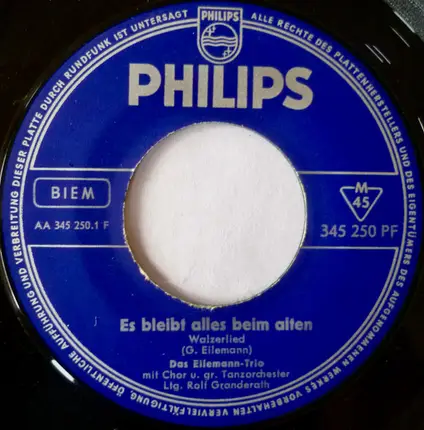 PHILIPS
PHILIPS
ALLE RECHTE DES PLATTENHERSTELLERS UND DES EIGENTÜMERS DES AUFGENOMMENEN WERKES VORBEHALTEN VERVIELFÄLTIGUNG ÖFFENTLICHE AUFFÜHRUNG UND VERBREITUNG DIESER PLATTE DURCH RUNDFUNK IST UNTERSAGT
BIEM
AA 345 250.1 F
M
45
345 250 PF
Es bleibt alles beim alten
Walzerlied
(G. Eilemann)
Das Eilemann-Trio
mit Chor u. gr. Tanzorchester
Ltg. Rolf Granderath